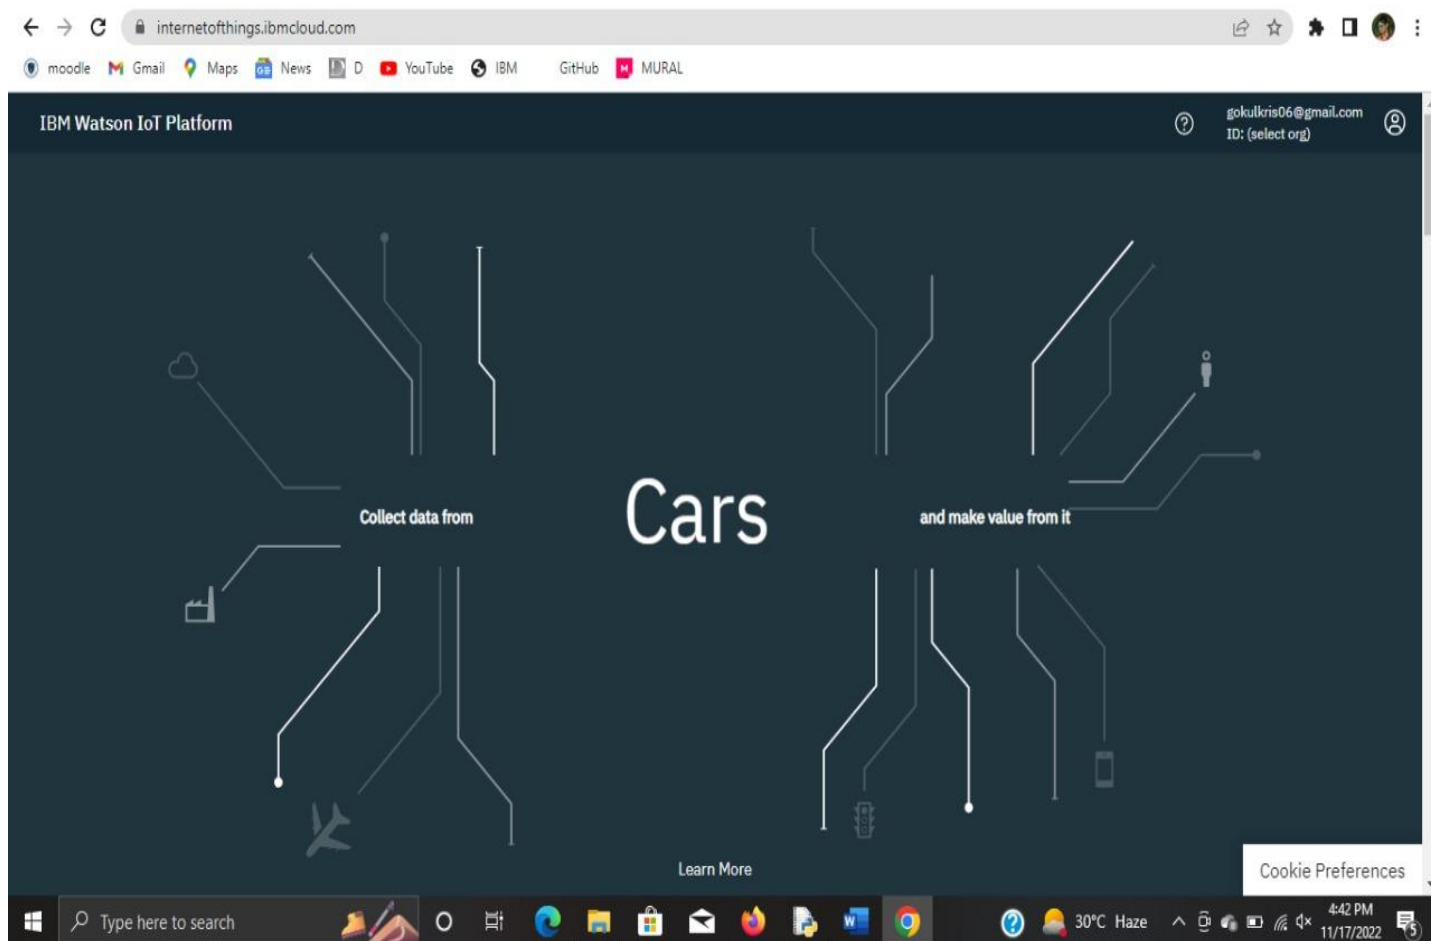 internetofthings.ibmcloud.com
moodle Gmail Maps News D YouTube IBM GitHub MURAL
IBM Watson IoT Platform
gokulkris06@gmail.com
ID: (select org)
Collect data from
Cars
and make value from it
Learn More
Cookie Preferences
Type here to search
30°C Haze
4:42 PM
11/17/2022
5